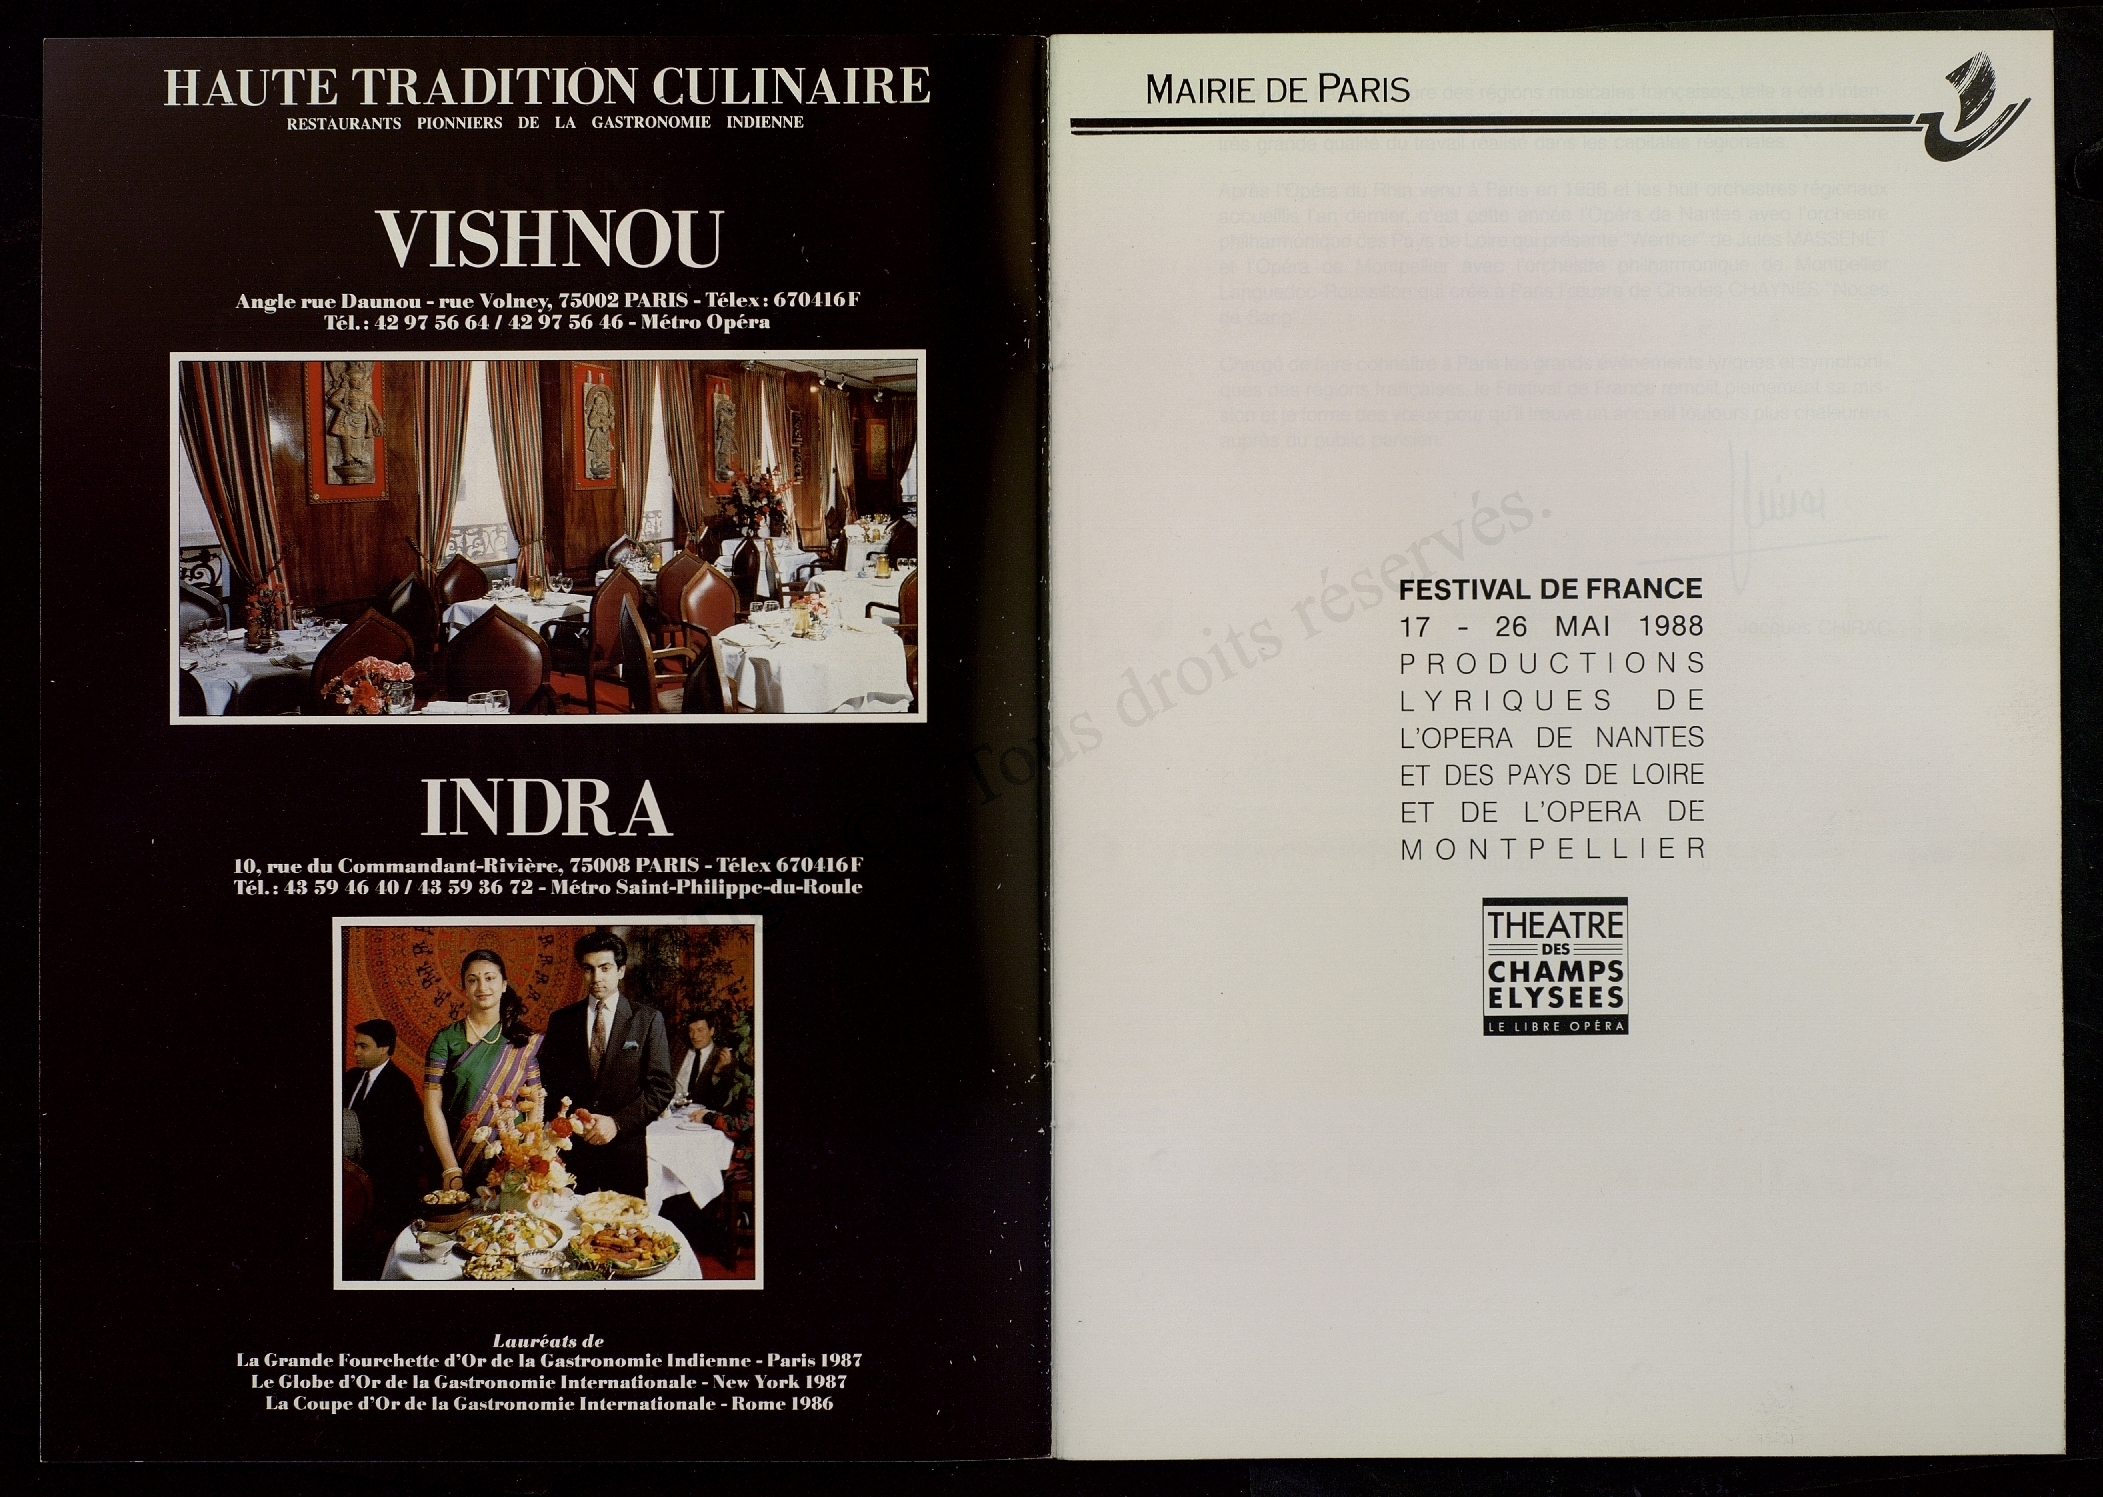 HAUTE TRADITION CULINAIRE
RESTAURANTS PIONNIERS DE LA GASTRONOMIE INDIENNE
VISHNOU
Angle rue Daunou - rue Volney, 75002 PARIS - Télex : 670416F
Tél. : 42 97 56 64 / 42 97 56 46 - Métro Opéra
INDRA
10, rue du Commandant-Rivière, 75008 PARIS - Télex 670416F
Tél. : 43 59 46 40 / 43 59 36 72 - Métro Saint-Philippe-du-Roule
Lauréats de
La Grande Fourchette d'Or de la Gastronomie Indienne - Paris 1987
Le Globe d'Or de la Gastronomie Internationale - New York 1987
La Coupe d'Or de la Gastronomie Internationale - Rome 1986
MAIRIE DE PARIS
Tous droits réservés.
FESTIVAL DE FRANCE
17 - 26 MAI 1988
PRODUCTIONS
LYRIQUES DE
L'OPERA DE NANTES
ET DES PAYS DE LOIRE
ET DE L'OPERA DE
MONTPELLIER
THEATRE
DES
CHAMPS
ELYSEES
LE LIBRE OPÉRA